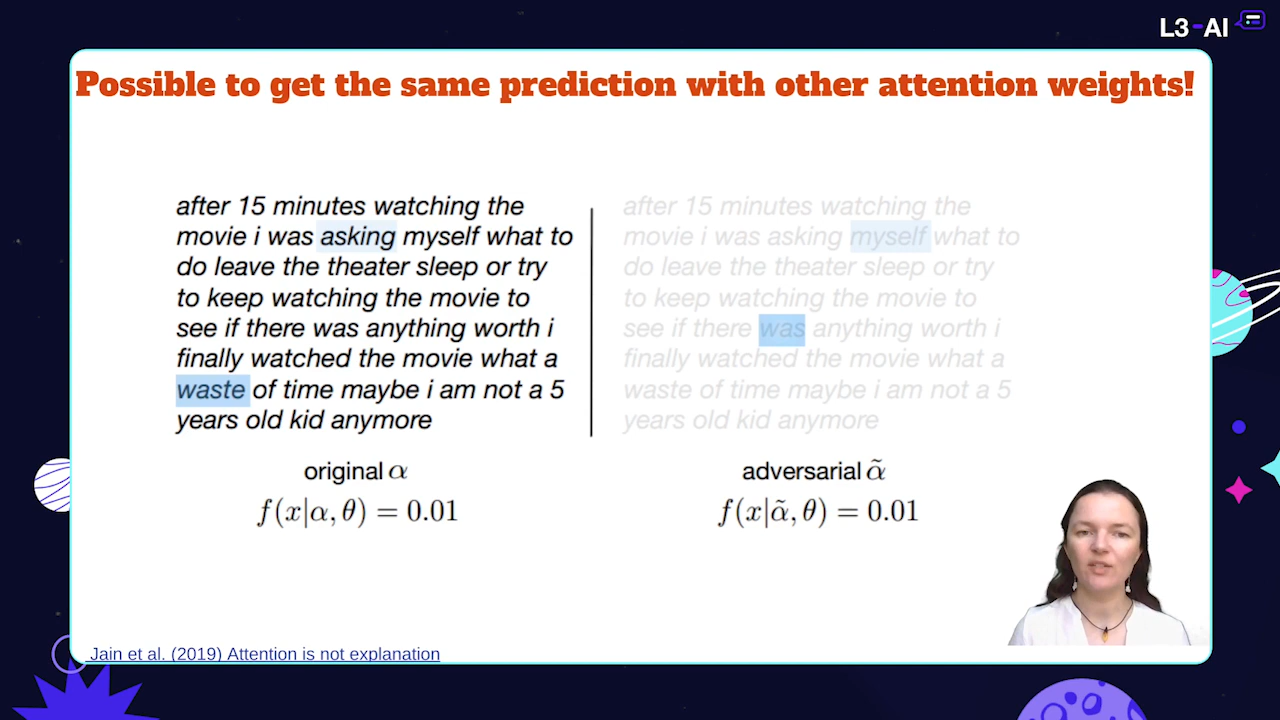 L3-AI
Possible to get the same prediction with other attention weights!
after 15 minutes watching the
movie i was asking myself what to
do leave the theater sleep or try
to keep watching the movie to
see if there was anything worth i
finally watched the movie what a
waste of time maybe i am not a 5
years old kid anymore
original α
f(x|α, θ) = 0.01
after 15 minutes watching the
movie i was asking myself what to
do leave the theater sleep or try
to keep watching the movie to
see if there was anything worth i
finally watched the movie what a
waste of time maybe i am not a 5
years old kid anymore
adversarial α̃
f(x|α̃, θ) = 0.01
Jain et al. (2019) Attention is not explanation